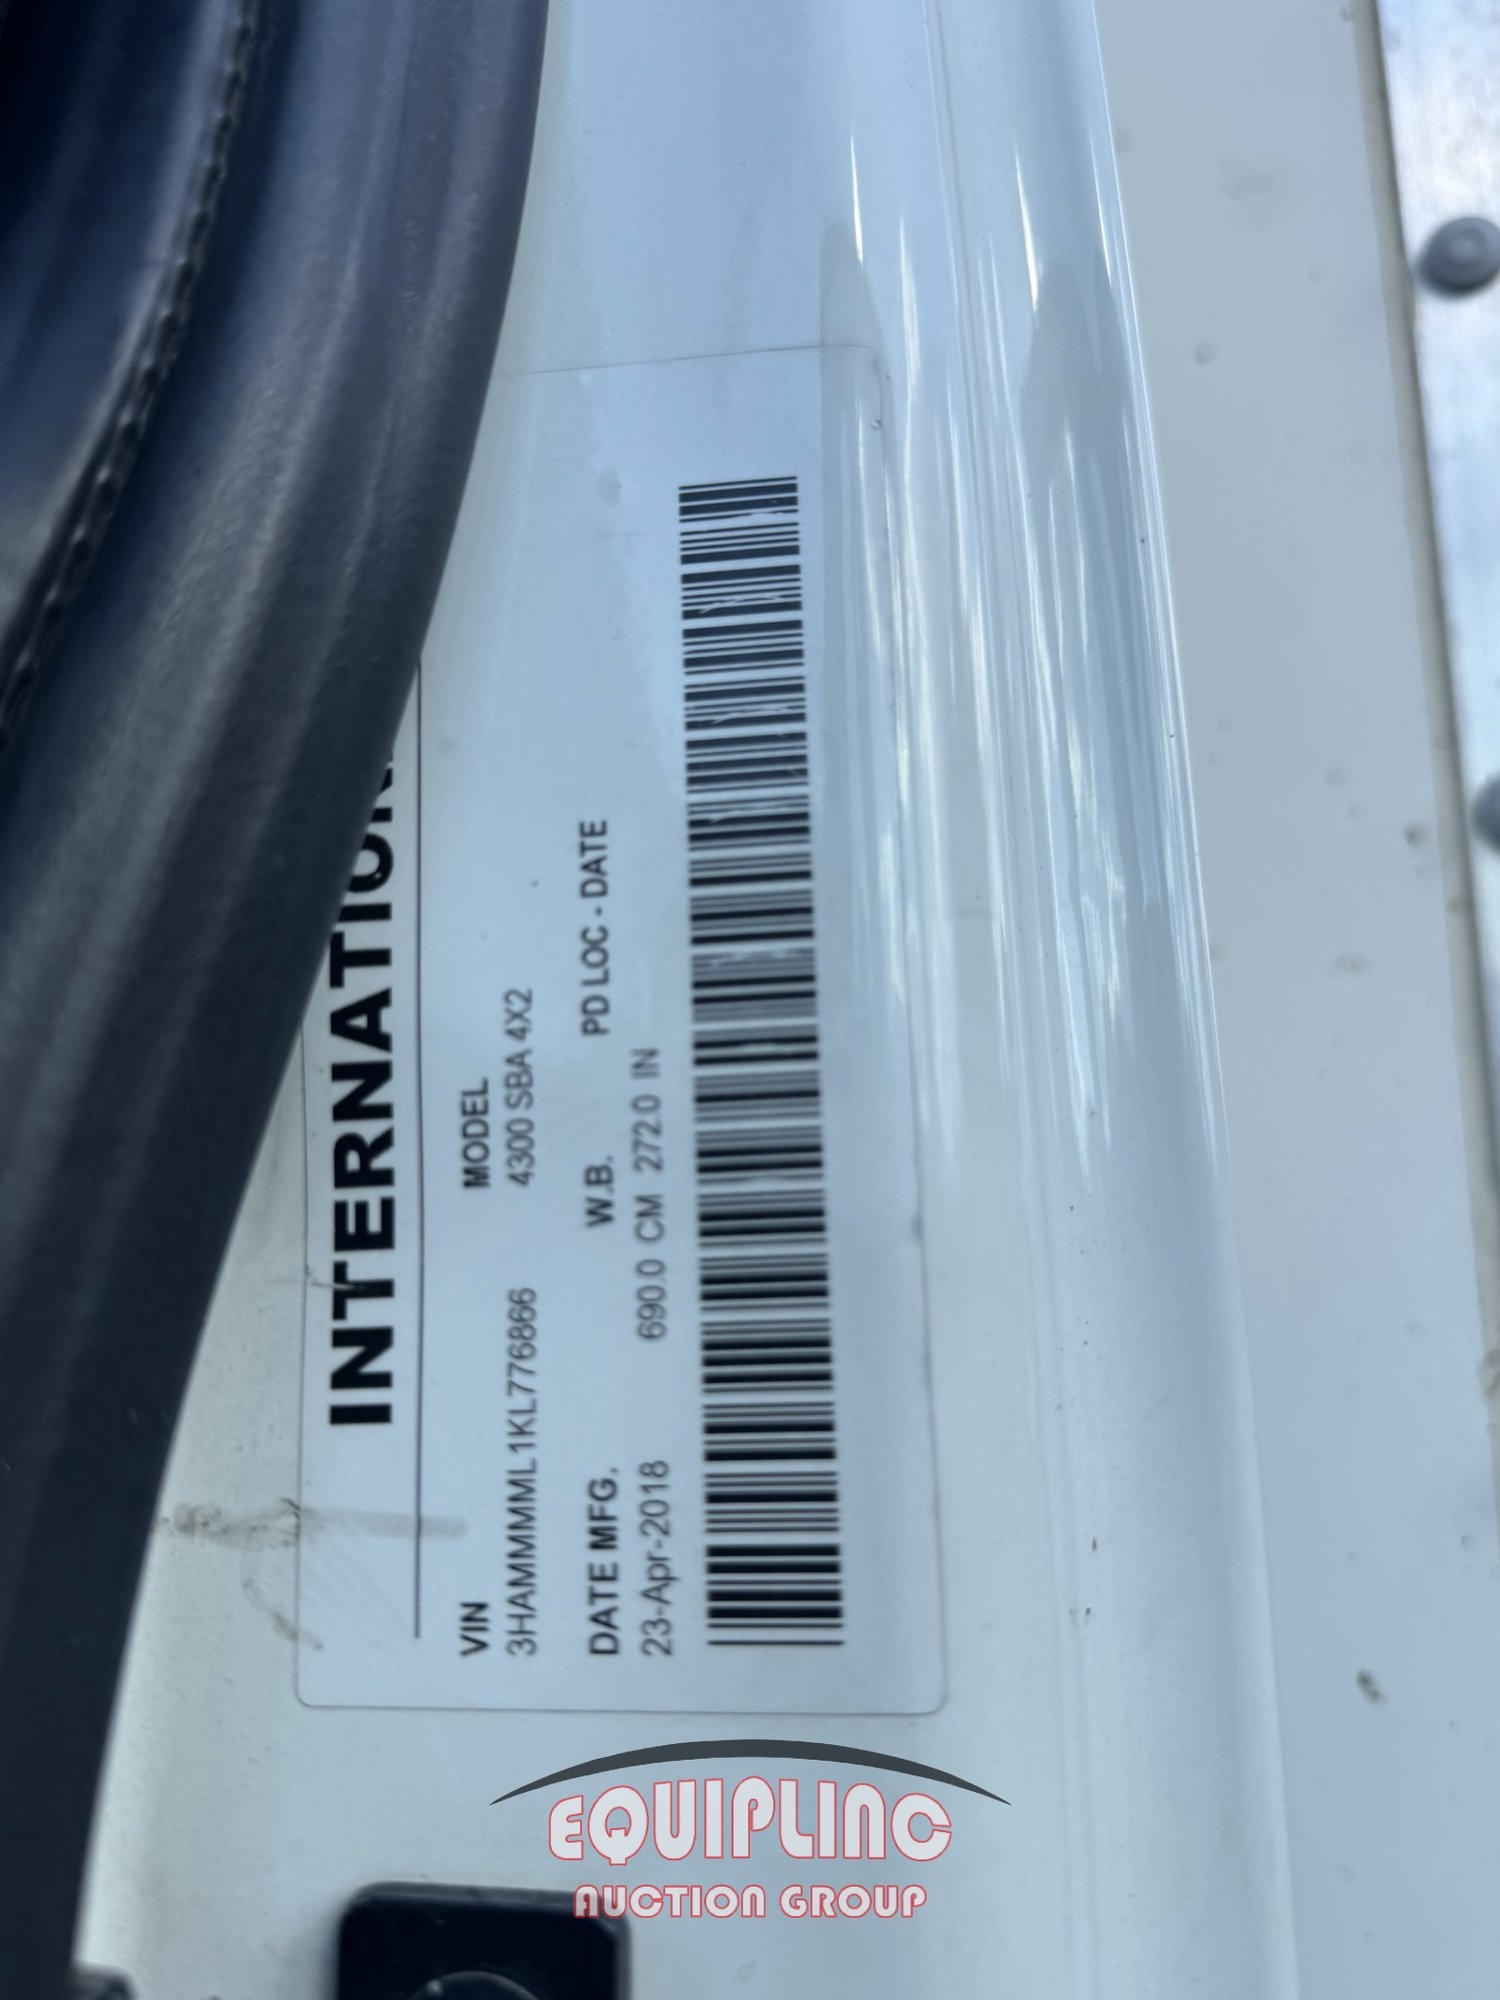 INTERNATION
VIN MODEL
3HAMMMML1KL776866 4300 SBA 4X2
DATE MFG. W.B. PD LOC - DATE
23-Apr-2018 690.0 CM 272.0 IN
EQUIPLINC
AUCTION GROUP